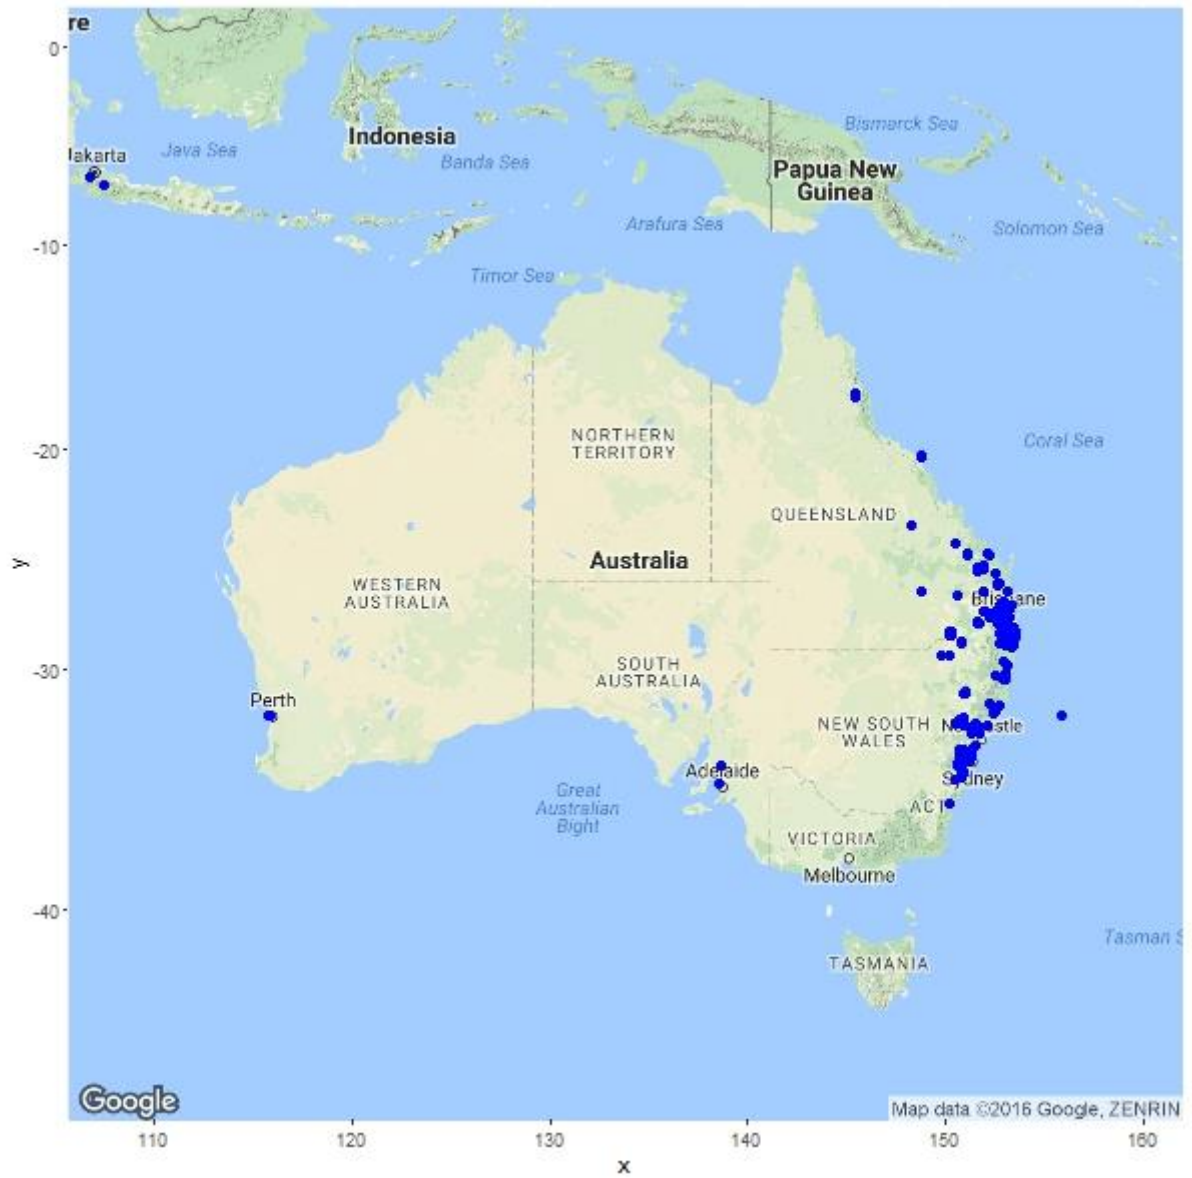 re
0
Bismarck Sea
Indonesia
Java Sea
Jakarta
Banda Sea
Papua New
Guinea
Arafura Sea
Solomon Sea
-10
Timor Sea
NORTHERN
TERRITORY
Coral Sea
-20
QUEENSLAND
Australia
y
WESTERN
AUSTRALIA
Brisbane
SOUTH
AUSTRALIA
-30
Perth
NEW SOUTH
WALES
Newcastle
Adelaide
Sydney
Great
Australian
Bight
ACT
VICTORIA
Melbourne
-40
Tasman S
TASMANIA
Google
Map data ©2016 Google, ZENRIN
110
120
130
140
150
160
x